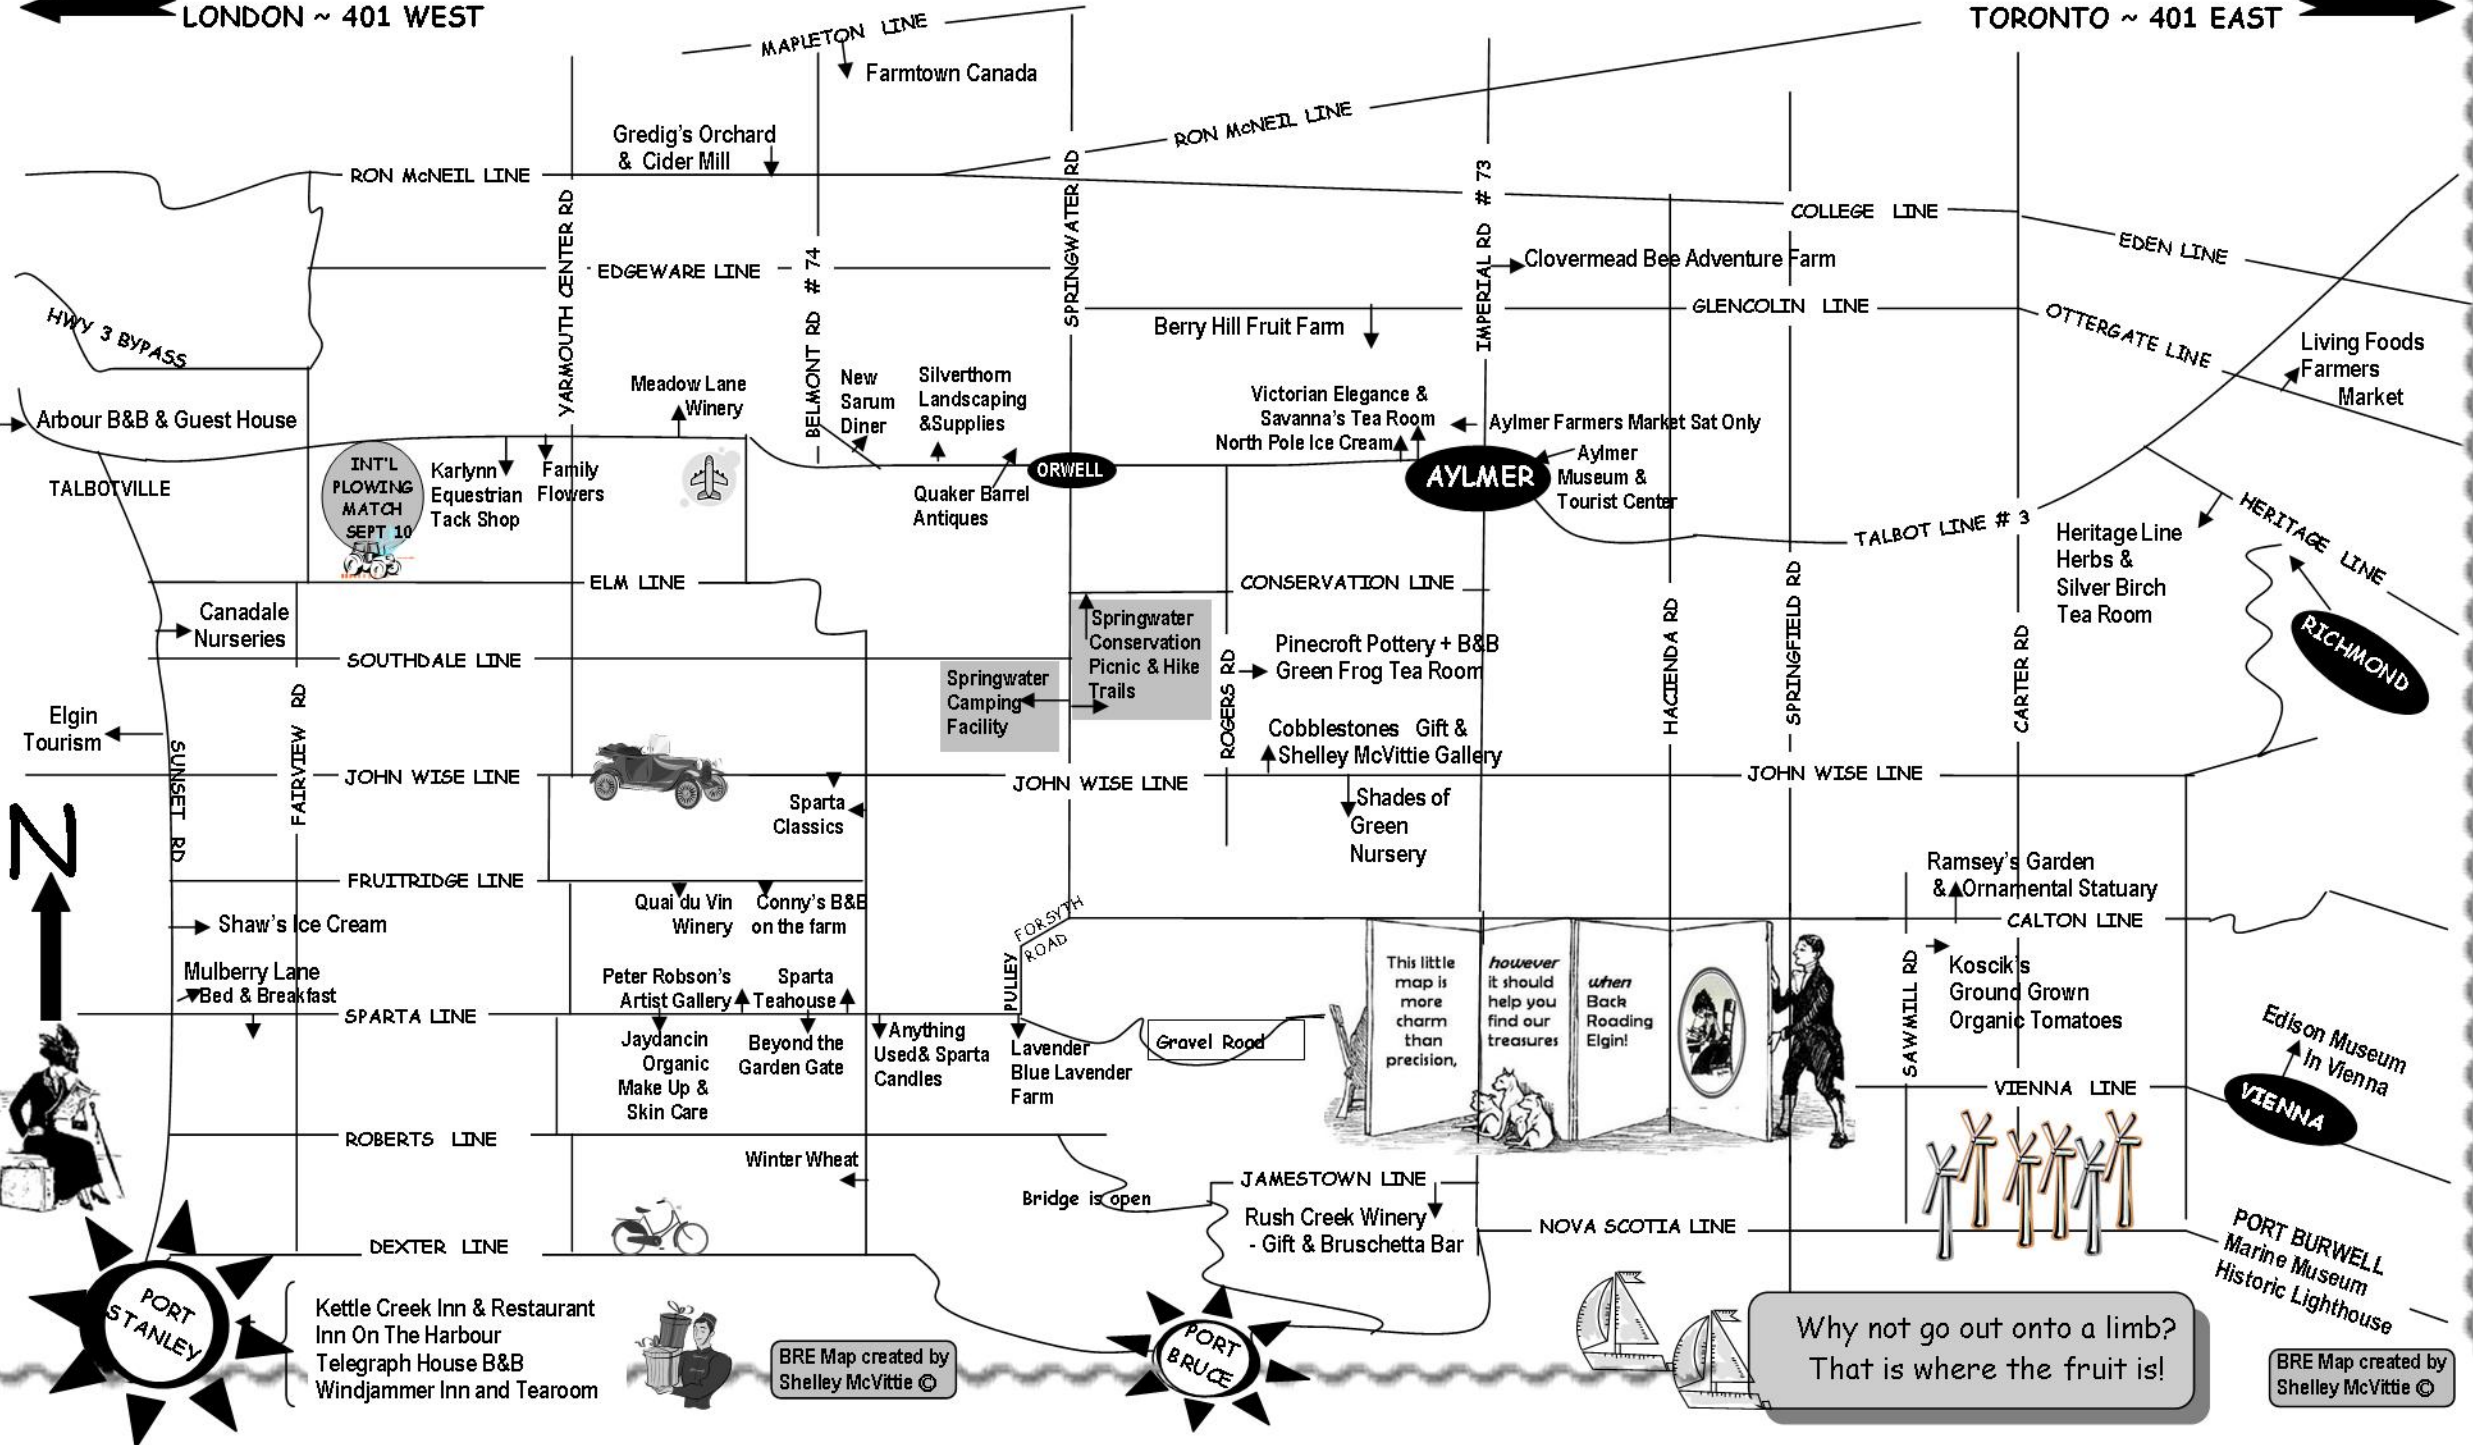 LONDON ~ 401 WEST
TORONTO ~ 401 EAST
MAPLETON LINE
Farmtown Canada
RON McNEIL LINE
Gredig's Orchard
& Cider Mill
RON McNEIL LINE
SPRINGWATER RD
IMPERIAL RD # 73
COLLEGE LINE
EDEN LINE
YARMOUTH CENTER RD
EDGEWARE LINE
BELMONT RD # 74
Clovermead Bee Adventure Farm
GLENCOLIN LINE
OTTERGATE LINE
HWY 3 BYPASS
Berry Hill Fruit Farm
Living Foods
Farmers
Market
Meadow Lane
Winery
New
Sarum
Diner
Silverthorn
Landscaping
&Supplies
Victorian Elegance &
Savanna's Tea Room
North Pole Ice Cream
Aylmer Farmers Market Sat Only
Arbour B&B & Guest House
TALBOTVILLE
INT'L
PLOWING
MATCH
SEPT 10
Karlynn
Equestrian
Tack Shop
Family
Flowers
Quaker Barrel
Antiques
ORWELL
AYLMER
Aylmer
Museum &
Tourist Center
TALBOT LINE # 3
Heritage Line
Herbs &
Silver Birch
Tea Room
HERITAGE LINE
RICHMOND
ELM LINE
CONSERVATION LINE
Canadale
Nurseries
SOUTHDALE LINE
Springwater
Conservation
Picnic & Hike
Trails
Springwater
Camping
Facility
ROGERS RD
Pinecroft Pottery + B&B
Green Frog Tea Room
HACIENDA RD
SPRINGFIELD RD
CARTER RD
Elgin
Tourism
SUNSET RD
FAIRVIEW RD
Cobblestones Gift &
Shelley McVittie Gallery
JOHN WISE LINE
JOHN WISE LINE
JOHN WISE LINE
N
Sparta
Classics
Shades of
Green
Nursery
FRUITRIDGE LINE
Quai du Vin
Winery
Conny's B&B
on the farm
Ramsey's Garden
& Ornamental Statuary
CALTON LINE
Shaw's Ice Cream
FORSYTH
ROAD
PULLEY
Mulberry Lane
Bed & Breakfast
Peter Robson's
Artist Gallery
Sparta
Teahouse
SPARTA LINE
Jaydancin
Organic
Make Up &
Skin Care
Beyond the
Garden Gate
Anything
Used& Sparta
Candles
Lavender
Blue Lavender
Farm
Gravel Road
This little
map is
more
charm
than
precision,
however
it should
help you
find our
treasures
when
Back
Roading
Elgin!
SAWMILL RD
Koscik's
Ground Grown
Organic Tomatoes
Edison Museum
In Vienna
VIENNA LINE
VIENNA
ROBERTS LINE
Winter Wheat
Bridge is open
JAMESTOWN LINE
Rush Creek Winery
- Gift & Bruschetta Bar
NOVA SCOTIA LINE
PORT BURWELL
Marine Museum
Historic Lighthouse
DEXTER LINE
PORT
STANLEY
Kettle Creek Inn & Restaurant
Inn On The Harbour
Telegraph House B&B
Windjammer Inn and Tearoom
BRE Map created by
Shelley McVittie ©
PORT
BRUCE
Why not go out onto a limb?
That is where the fruit is!
BRE Map created by
Shelley McVittie ©